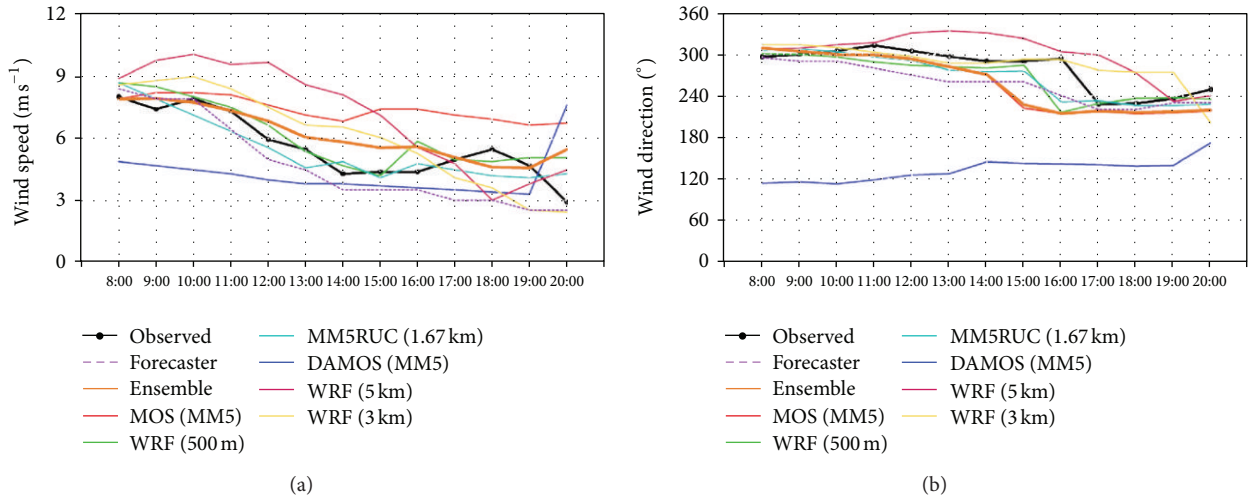 12
9
6
3
0
Wind speed (m s−1)
8:00 9:00 10:00 11:00 12:00 13:00 14:00 15:00 16:00 17:00 18:00 19:00 20:00
Observed
Forecaster
Ensemble
MOS (MM5)
WRF (500 m)
MM5RUC (1.67 km)
DAMOS (MM5)
WRF (5 km)
WRF (3 km)
(a)
360
300
240
180
120
60
0
Wind direction (°)
8:00 9:00 10:00 11:00 12:00 13:00 14:00 15:00 16:00 17:00 18:00 19:00 20:00
Observed
Forecaster
Ensemble
MOS (MM5)
WRF (500 m)
MM5RUC (1.67 km)
DAMOS (MM5)
WRF (5 km)
WRF (3 km)
(b)